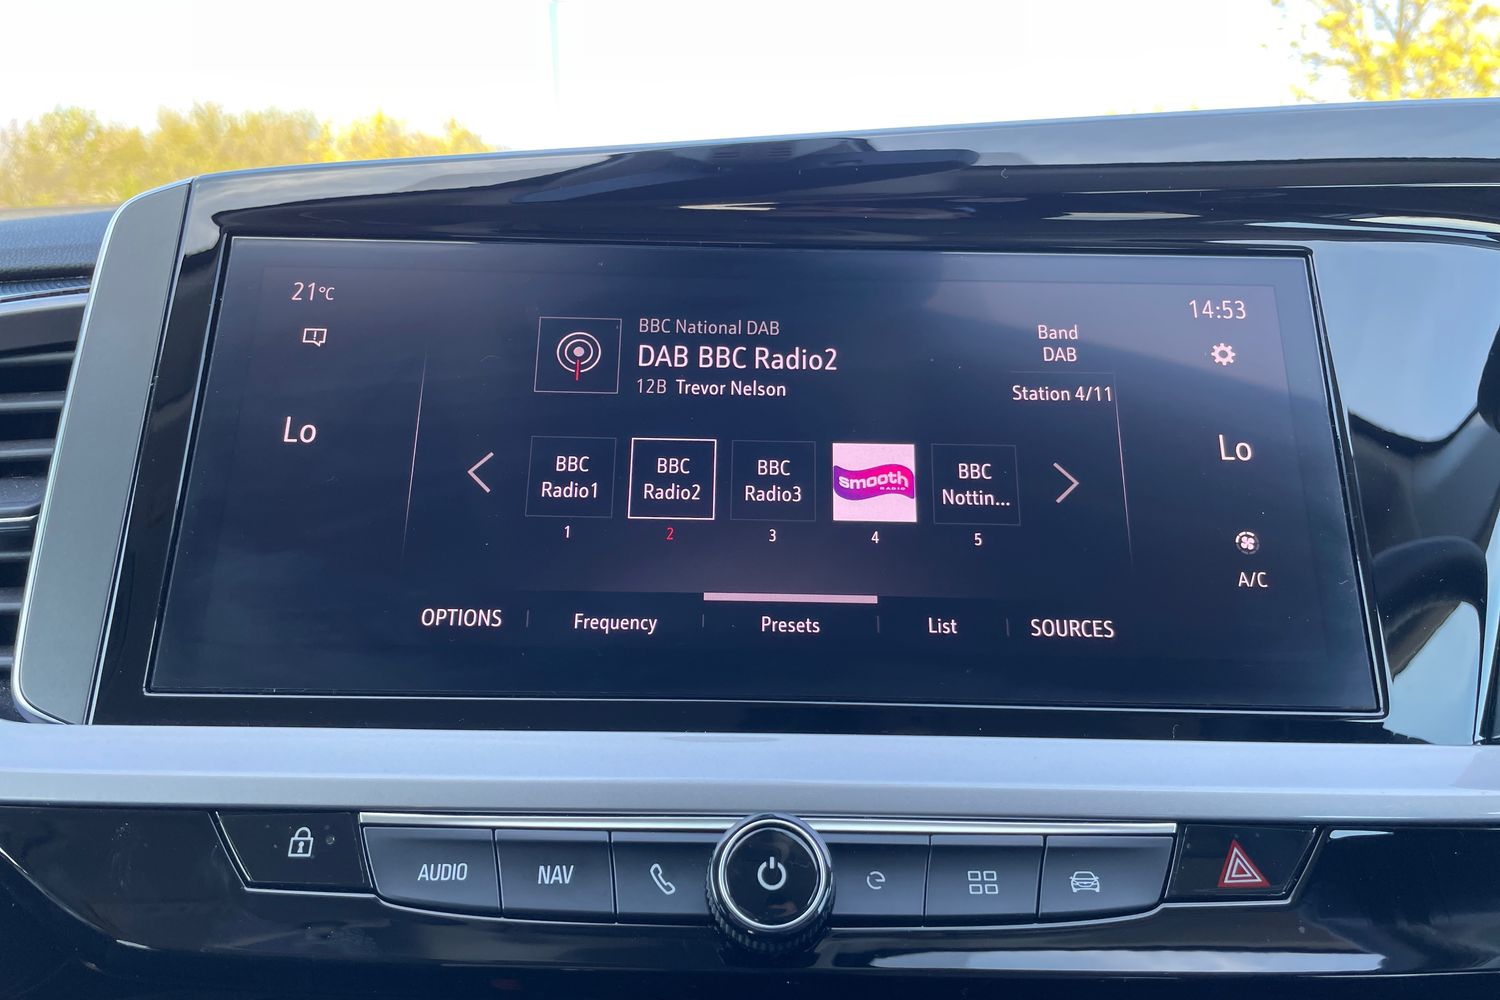 21°C
14:53
BBC National DAB
DAB BBC Radio2
12B Trevor Nelson
Band
DAB
Station 4/11
Lo
Lo
BBC
Radio1
BBC
Radio2
BBC
Radio3
smooth
RADIO
BBC
Nottin...
1
2
3
4
5
A/C
OPTIONS
Frequency
Presets
List
SOURCES
AUDIO
NAV